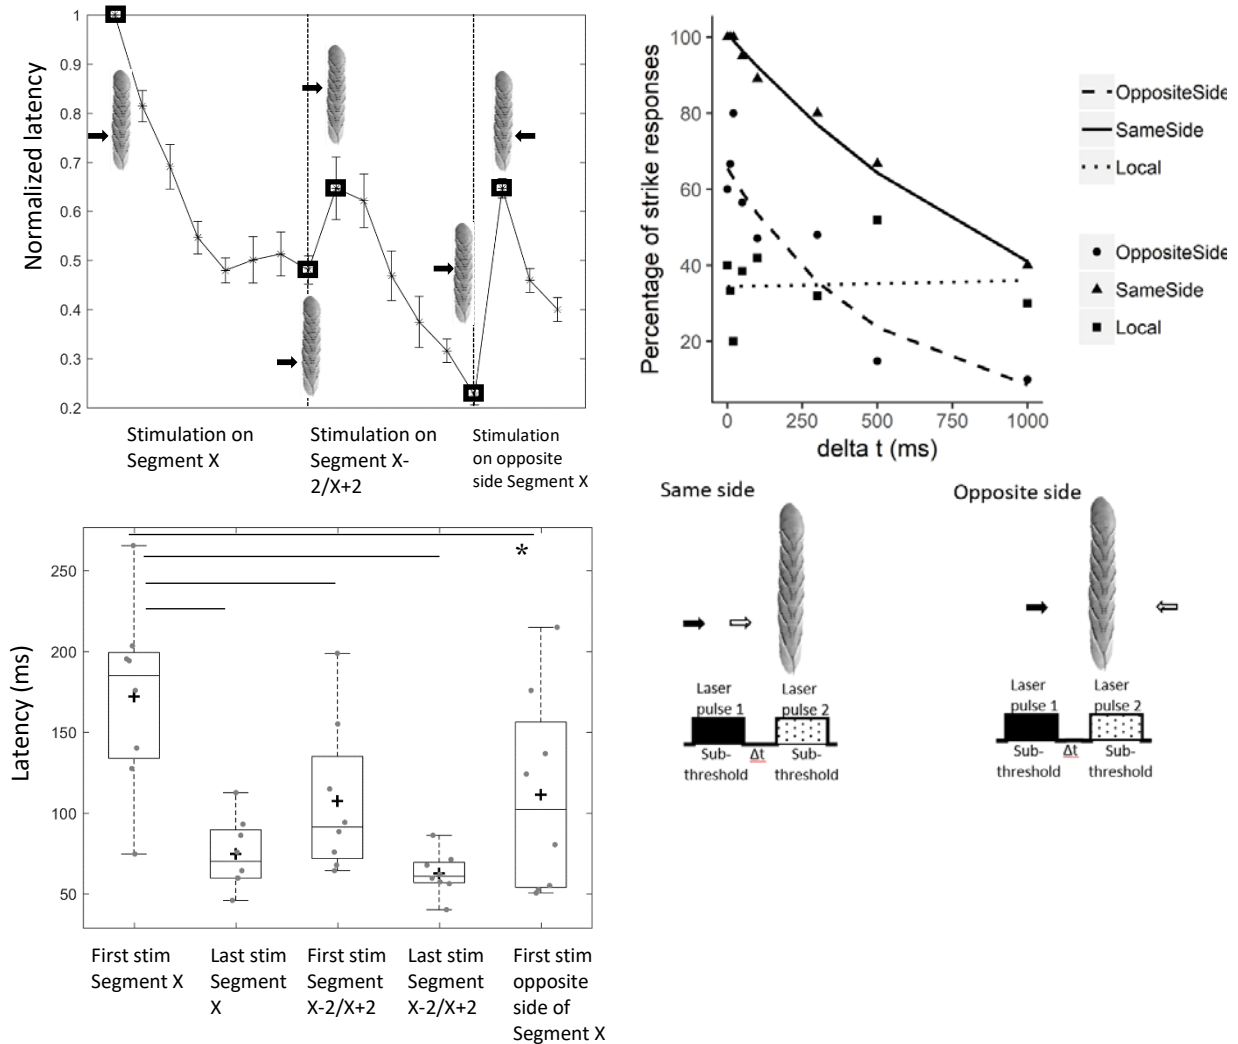 Normalized latency
1
0.9
0.8
0.7
0.6
0.5
0.4
0.3
0.2
Stimulation on
Segment X
Stimulation on
Segment X-
2/X+2
Stimulation
on opposite
side Segment X
Percentage of strike responses
100
80
60
40
20
0
250
500
750
1000
delta t (ms)
OppositeSide
SameSide
Local
OppositeSide
SameSide
Local
Same side
Opposite side
Laser
pulse 1
Laser
pulse 2
Sub-
threshold
Δt
Sub-
threshold
Laser
pulse 1
Laser
pulse 2
Sub-
threshold
Δt
Sub-
threshold
Latency (ms)
250
200
150
100
50
*
First stim
Segment X
Last stim
Segment
X
First stim
Segment
X-2/X+2
Last stim
Segment
X-2/X+2
First stim
opposite
side of
Segment X